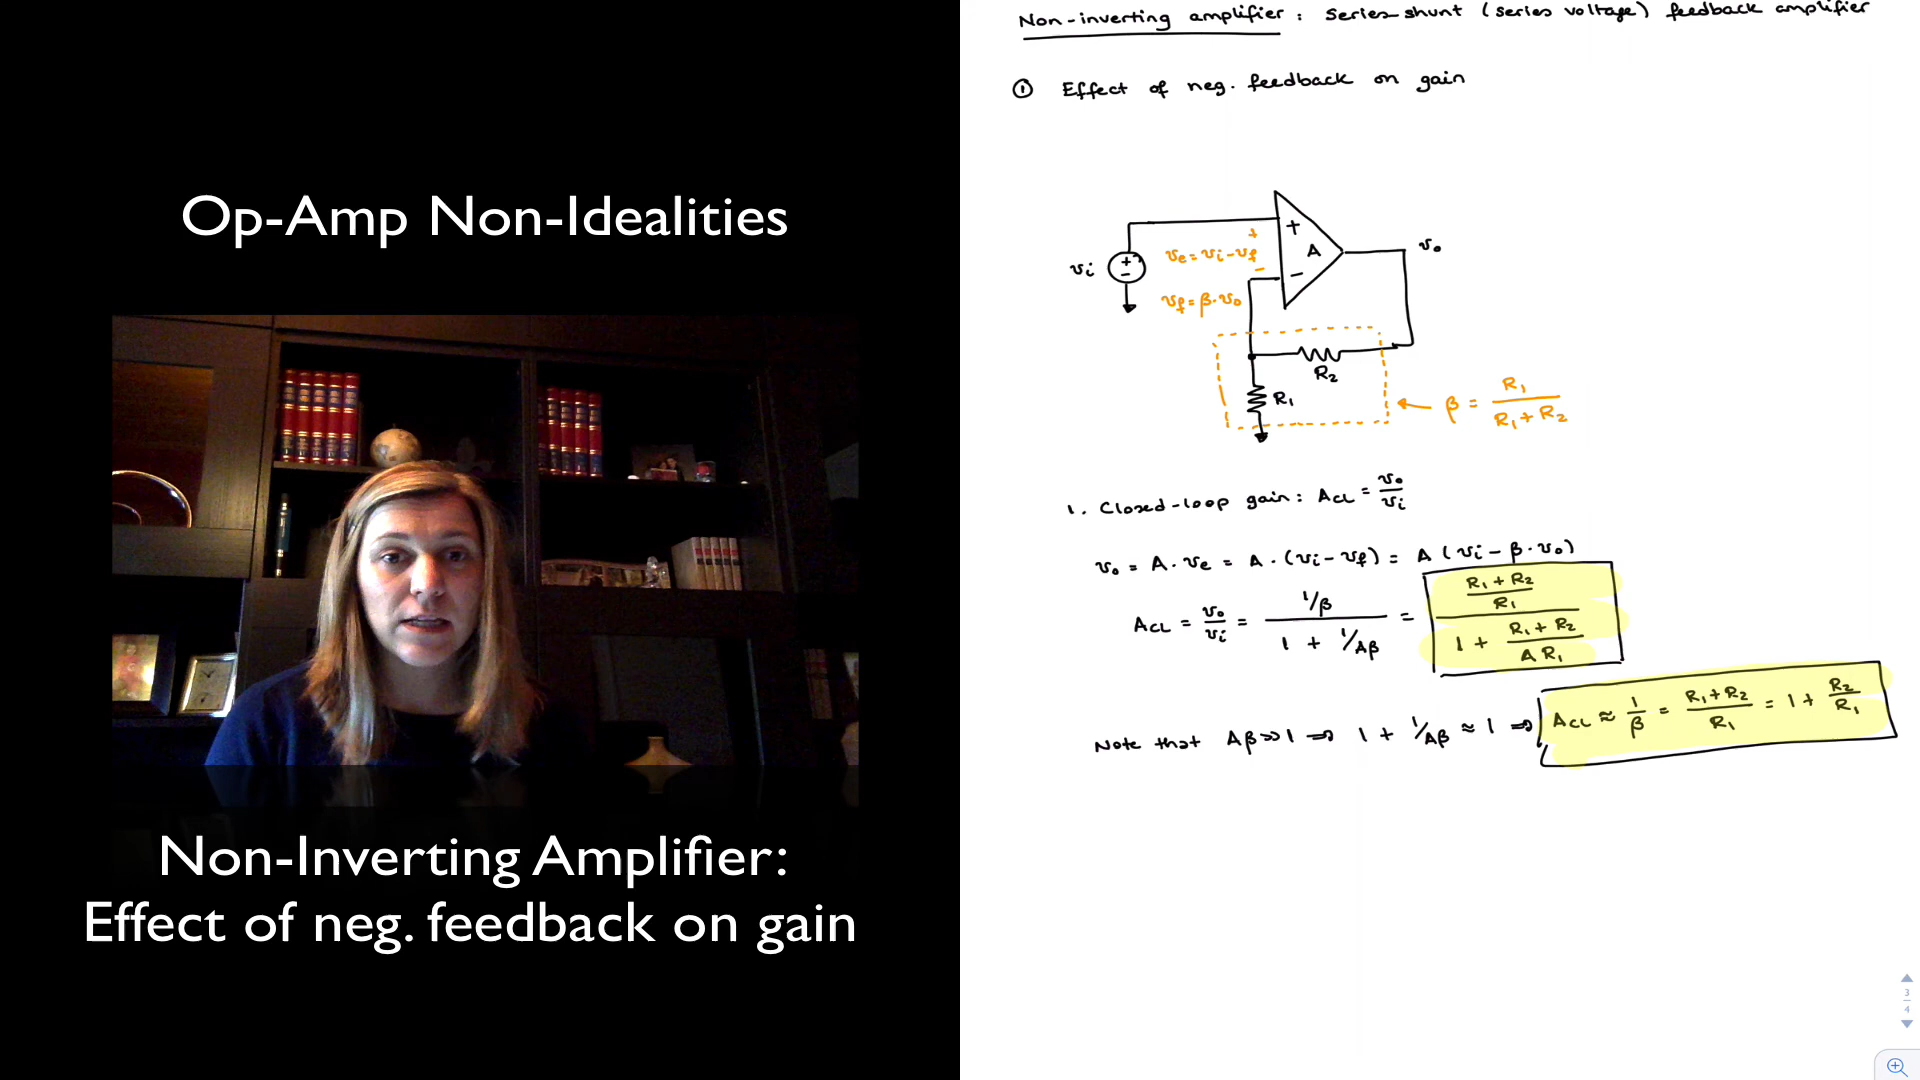 Op-Amp Non-Idealities
Non-Inverting Amplifier:
Effect of neg. feedback on gain
Non-inverting amplifier : Series-shunt (series voltage) feedback amplifier
① Effect of neg. feedback on gain
vi
+
−
+
−
A
vo
+
ve = vi - vf
−
vf = β·vo
R2
R1
β = R1 / (R1 + R2)
1. Closed-loop gain: ACL = vo/vi
vo = A · ve = A · (vi - vf) = A (vi - β · vo)
ACL = vo/vi = (1/β) / (1 + 1/Aβ) = ((R1 + R2)/R1) / (1 + (R1 + R2)/(A R1))
Note that Aβ >> 1 ⇒ 1 + 1/Aβ ≈ 1 ⇒ ACL ≈ 1/β = (R1 + R2)/R1 = 1 + R2/R1
3
4